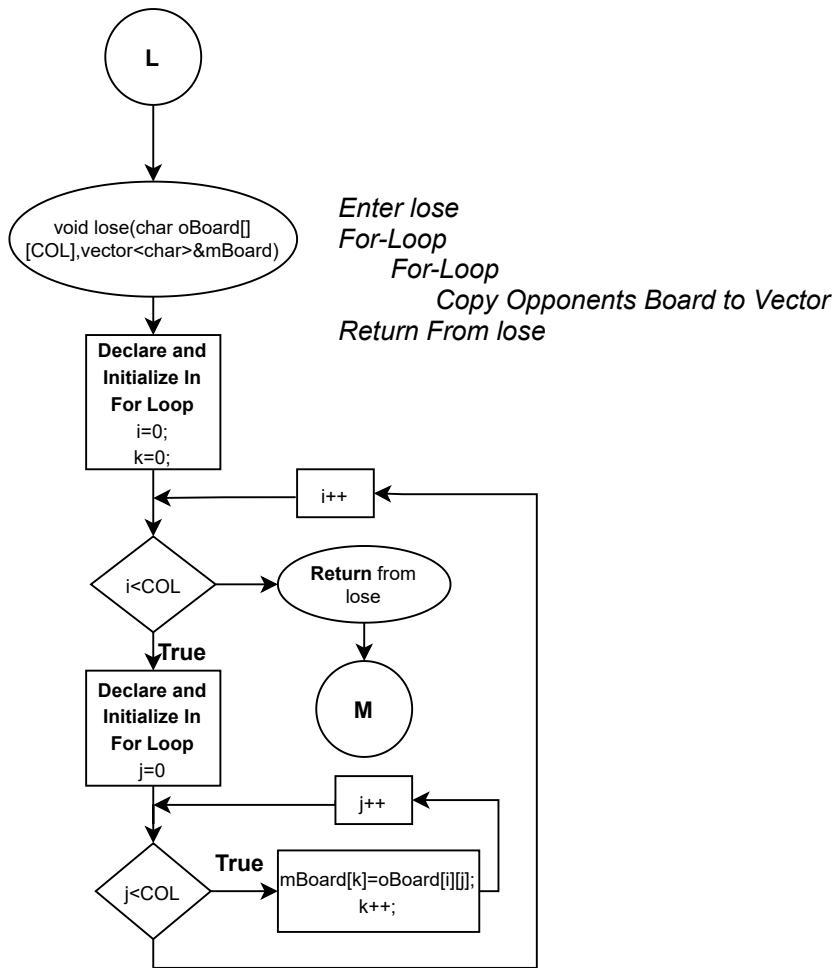 L
void lose(char oBoard[]
[COL],vector<char>&mBoard)
Enter lose
For-Loop
For-Loop
Copy Opponents Board to Vector
Return From lose
Declare and
Initialize In
For Loop
i=0;
k=0;
i++
i<COL
Return from
lose
True
M
Declare and
Initialize In
For Loop
j=0
j++
j<COL
True
mBoard[k]=oBoard[i][j];
k++;